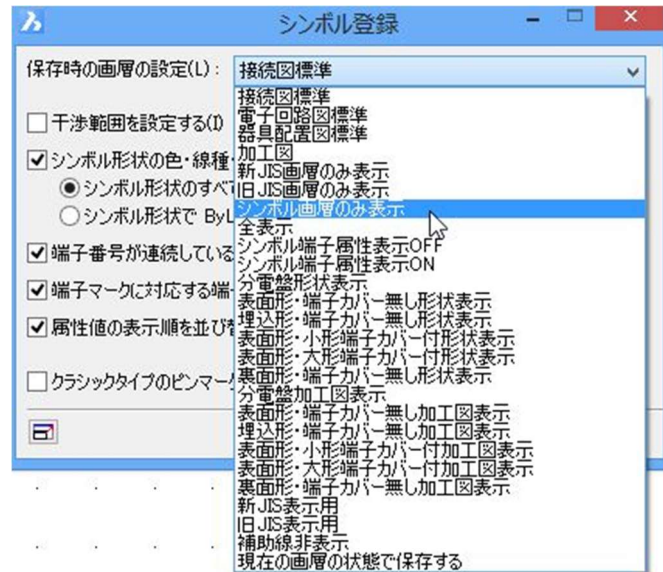 シンボル登録
保存時の画層の設定(L):
接続図標準
接続図標準
電子回路図標準
器具配置図標準
加工図
新JIS画層のみ表示
旧JIS画層のみ表示
シンボル画層のみ表示
全表示
シンボル端子属性表示OFF
シンボル端子属性表示ON
分電盤形状表示
表面形・端子カバー無し形状表示
埋込形・端子カバー無し形状表示
表面形・小形端子カバー付形状表示
表面形・大形端子カバー付形状表示
裏面形・端子カバー無し形状表示
分電盤加工図表示
表面形・端子カバー無し加工図表示
埋込形・端子カバー無し加工図表示
表面形・小形端子カバー付加工図表示
表面形・大形端子カバー付加工図表示
裏面形・端子カバー無し加工図表示
新JIS表示用
旧JIS表示用
補助線非表示
現在の画層の状態で保存する
干渉範囲を設定する(I)
シンボル形状の色・線種・
シンボル形状のすべ
シンボル形状で ByL
端子番号が連続している
端子マークに対応する端
属性値の表示順を並び
クラシックタイプのピンマー